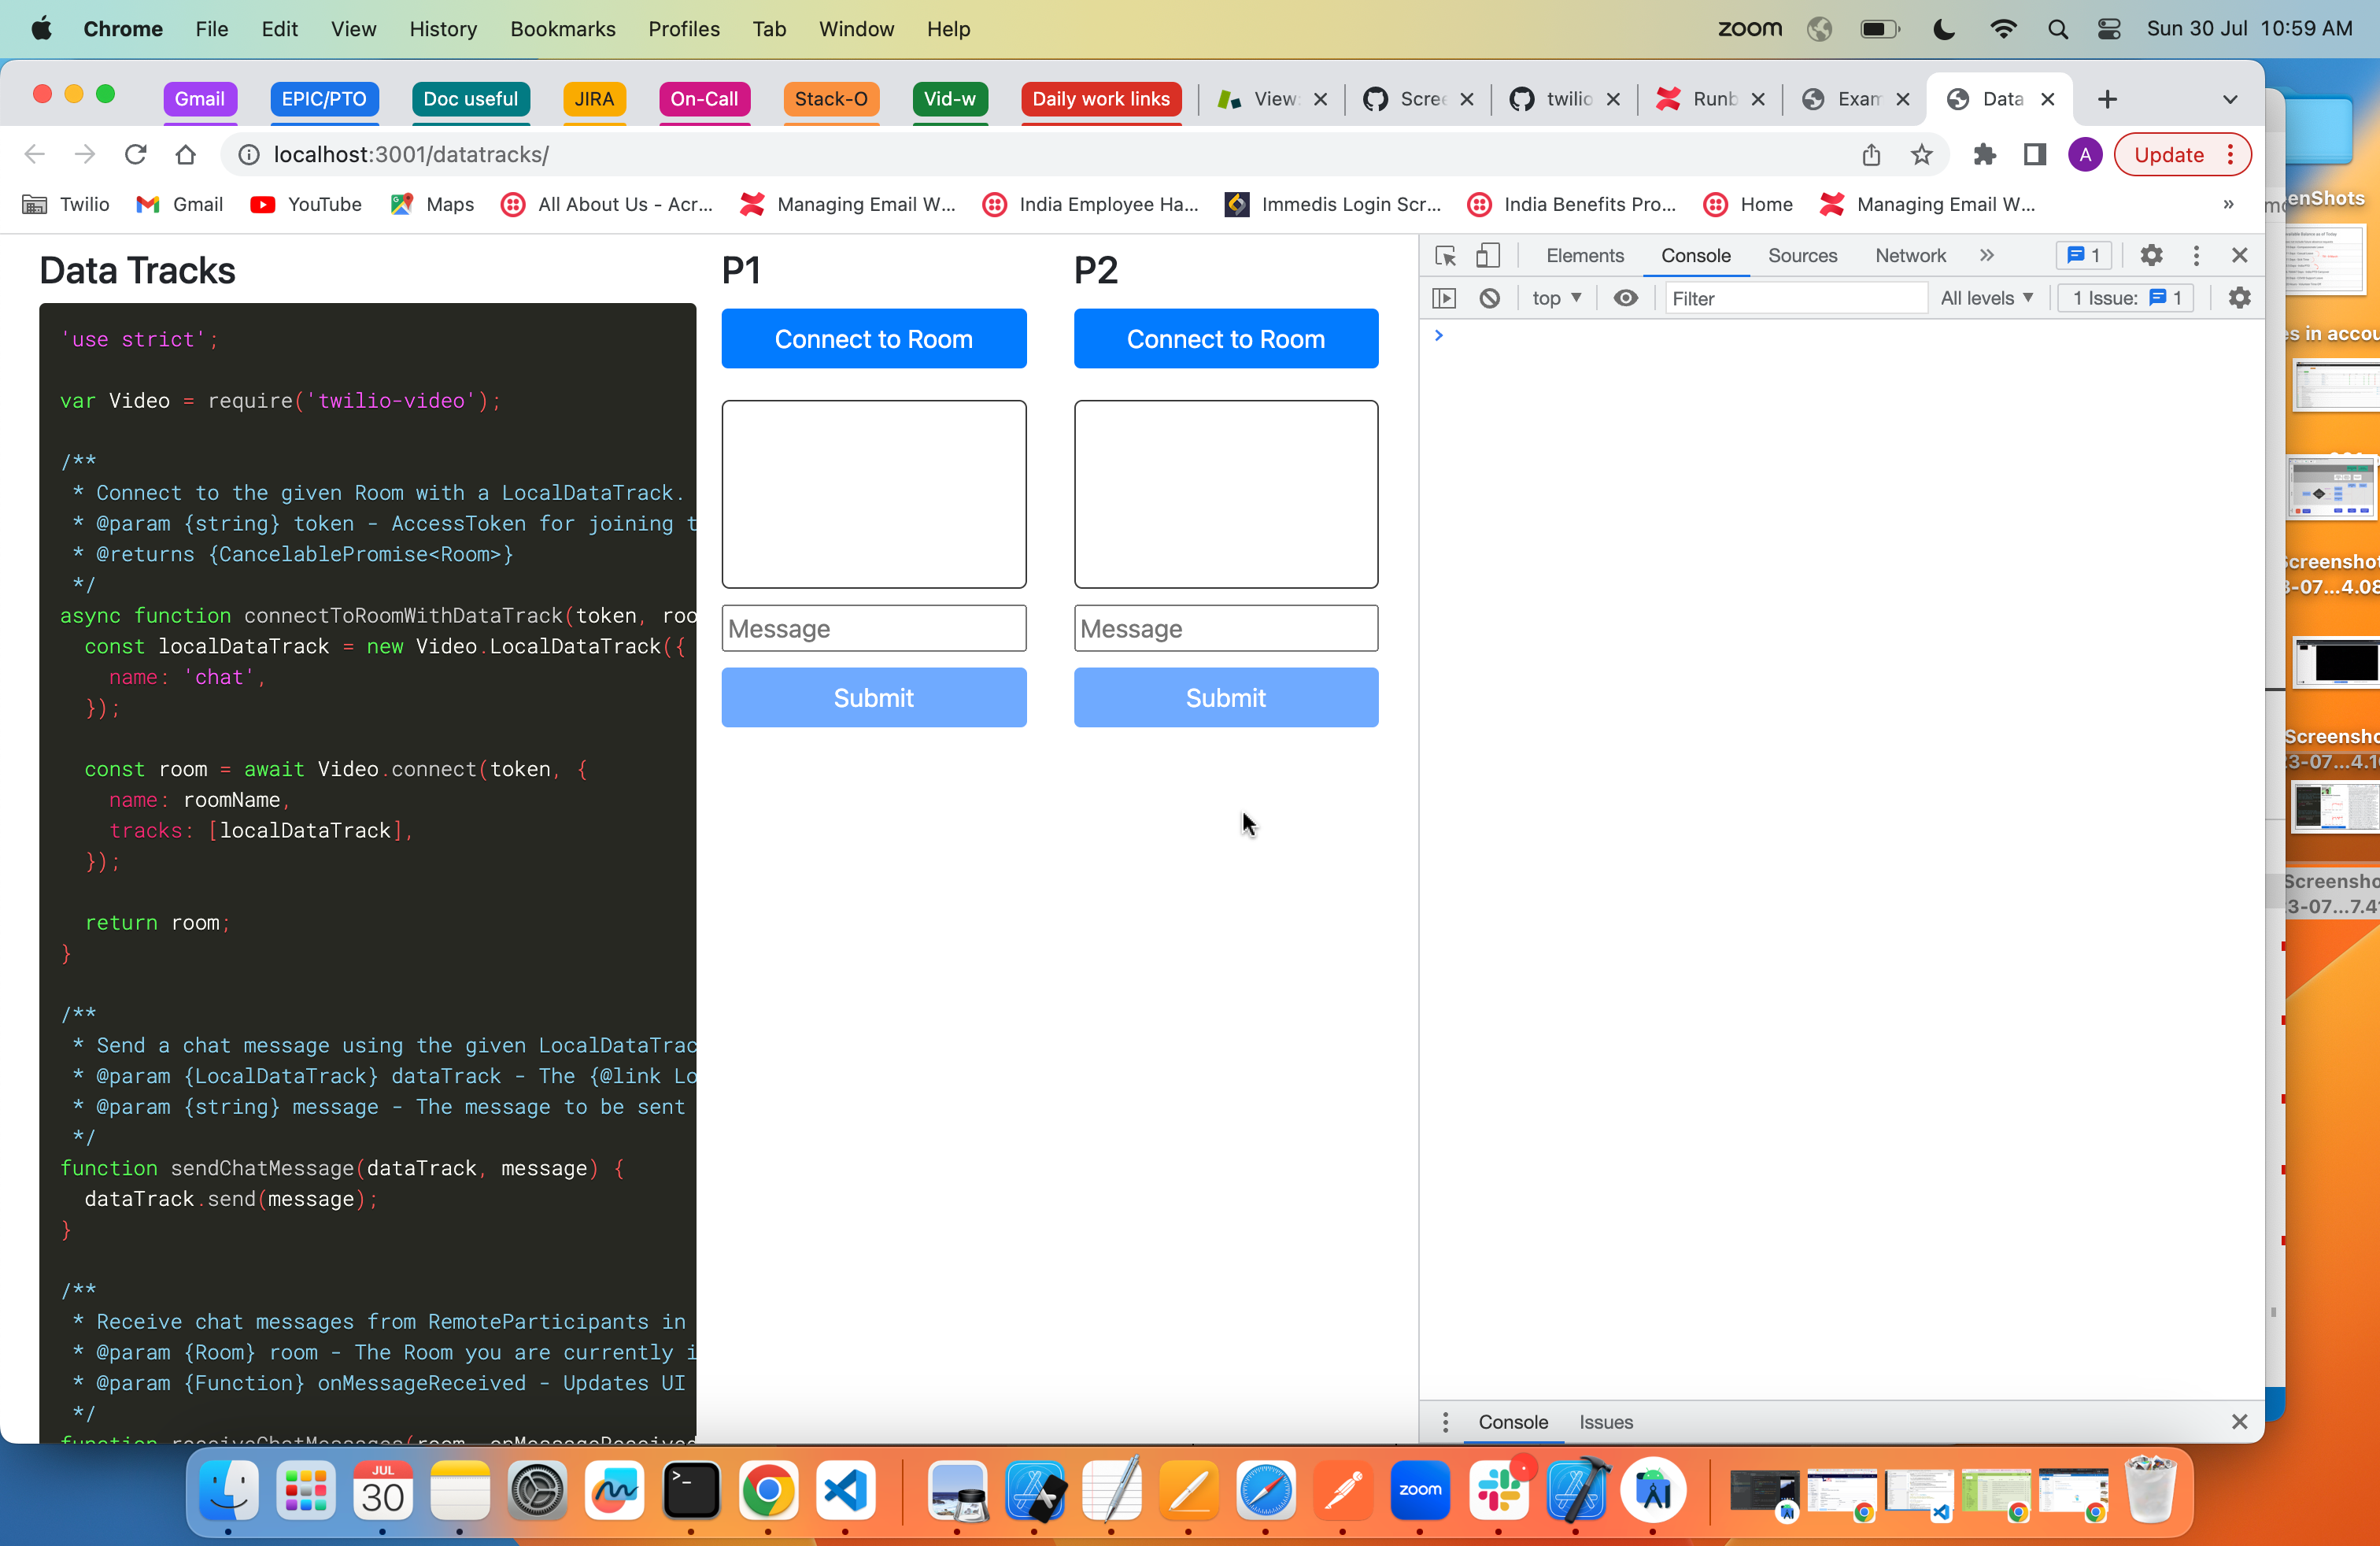 Chrome File Edit View History Bookmarks Profiles Tab Window Help zoom Sun 30 Jul 10:59 AM
Gmail EPIC/PTO Doc useful JIRA On-Call Stack-O Vid-w Daily work links View: Scree twilio Runb Exam Data
localhost:3001/datatracks/ A Update
Twilio Gmail YouTube Maps All About Us - Acr... Managing Email W... India Employee Ha... Immedis Login Scr... India Benefits Pro... Home Managing Email W... »
Data Tracks
'use strict';
var Video = require('twilio-video');
/**
* Connect to the given Room with a LocalDataTrack.
* @param {string} token - AccessToken for joining t
* @returns {CancelablePromise<Room>}
*/
async function connectToRoomWithDataTrack(token, roo
const localDataTrack = new Video.LocalDataTrack({
name: 'chat',
});
const room = await Video.connect(token, {
name: roomName,
tracks: [localDataTrack],
});
return room;
}
/**
* Send a chat message using the given LocalDataTrac
* @param {LocalDataTrack} dataTrack - The {@link Lo
* @param {string} message - The message to be sent
*/
function sendChatMessage(dataTrack, message) {
dataTrack.send(message);
}
/**
* Receive chat messages from RemoteParticipants in
* @param {Room} room - The Room you are currently i
* @param {Function} onMessageReceived - Updates UI
*/
function receiveChatMessages(room, onMessageReceived
P1
Connect to Room
Message
Submit
P2
Connect to Room
Message
Submit
Elements Console Sources Network » 1
top Filter All levels 1 Issue: 1
>
Console Issues
enShots
s in accou
creenshot
3-07...4.08
Screensho
3-07...4.1
Screensho
3-07...7.4
JUL
30
zoom